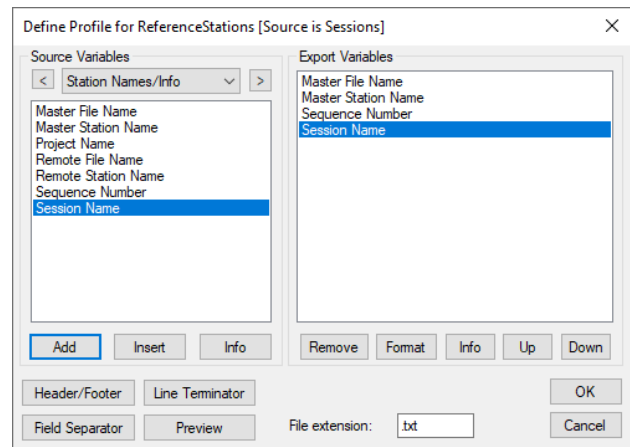 Define Profile for ReferenceStations [Source is Sessions]
Source Variables
< Station Names/Info >
Master File Name
Master Station Name
Project Name
Remote File Name
Remote Station Name
Sequence Number
Session Name
Add Insert Info
Export Variables
Master File Name
Master Station Name
Sequence Number
Session Name
Remove Format Info Up Down
Header/Footer Line Terminator
Field Separator Preview
File extension: .txt
OK
Cancel